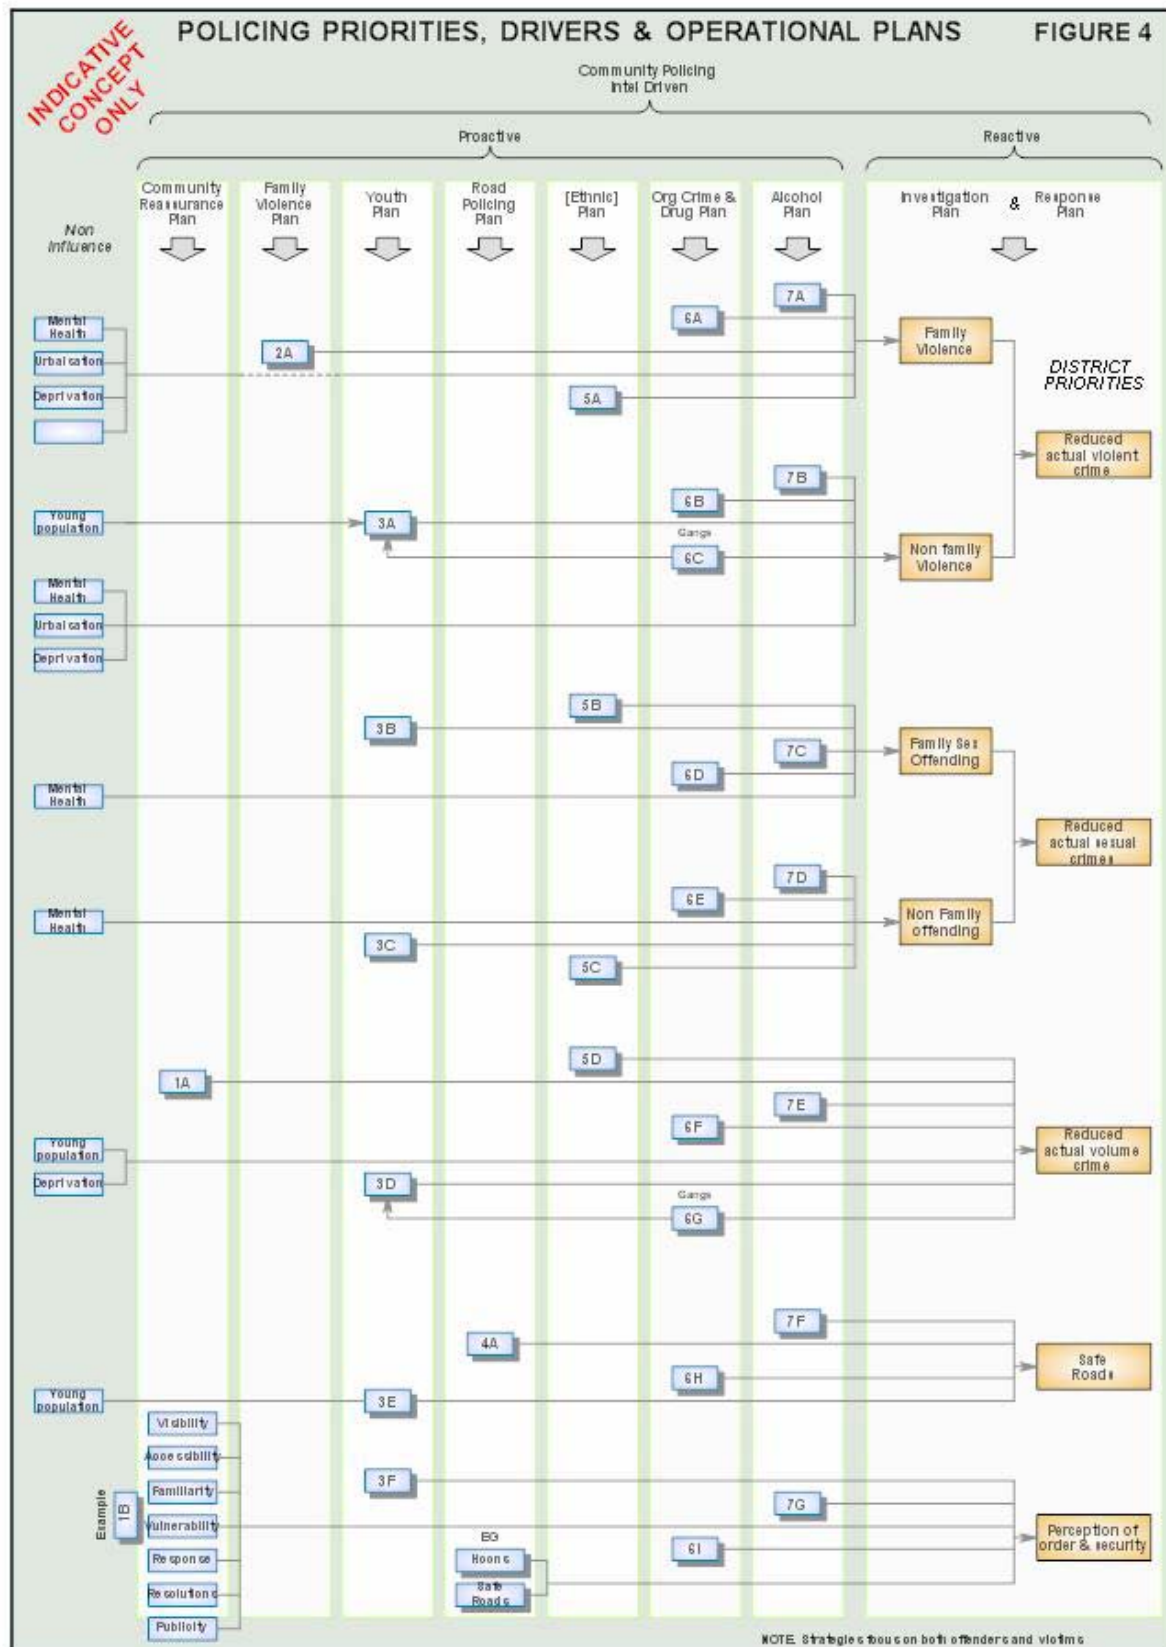 INDICATIVE
CONCEPT
ONLY
POLICING PRIORITIES, DRIVERS & OPERATIONAL PLANS
FIGURE 4
Community Policing
Intel Driven
Proactive
Reactive
Non
Influence
Community
Reassurance
Plan
Family
Violence
Plan
Youth
Plan
Road
Policing
Plan
[Ethnic]
Plan
Org Crime &
Drug Plan
Alcohol
Plan
Investigation
Plan
&
Response
Plan
7A
6A
Mental
Health
Family
Violence
2A
Urbaisation
DISTRICT
PRIORITIES
Deprivation
5A
Reduced
actual violent
crime
7B
6B
Young
population
3A
Gangs
6C
Non family
Violence
Mental
Health
Urbaisation
Deprivation
5B
3B
7C
Family Sex
Offending
6D
Mental
Health
Reduced
actual sexual
crimes
7D
6E
Mental
Health
Non Family
offending
3C
5C
5D
1A
7E
6F
Young
population
Reduced
actual volume
crime
Deprivation
3D
Gangs
6G
7F
4A
Safe
Roads
6H
Young
population
3E
Visibility
Accessibility
3F
Familiarity
7G
Example
1B
Vulnerability
Perception of
order & security
EG
6I
Response
Hoons
Resolutions
Safe
Roads
Publicity
NOTE Strategies focus on both offenders and victims